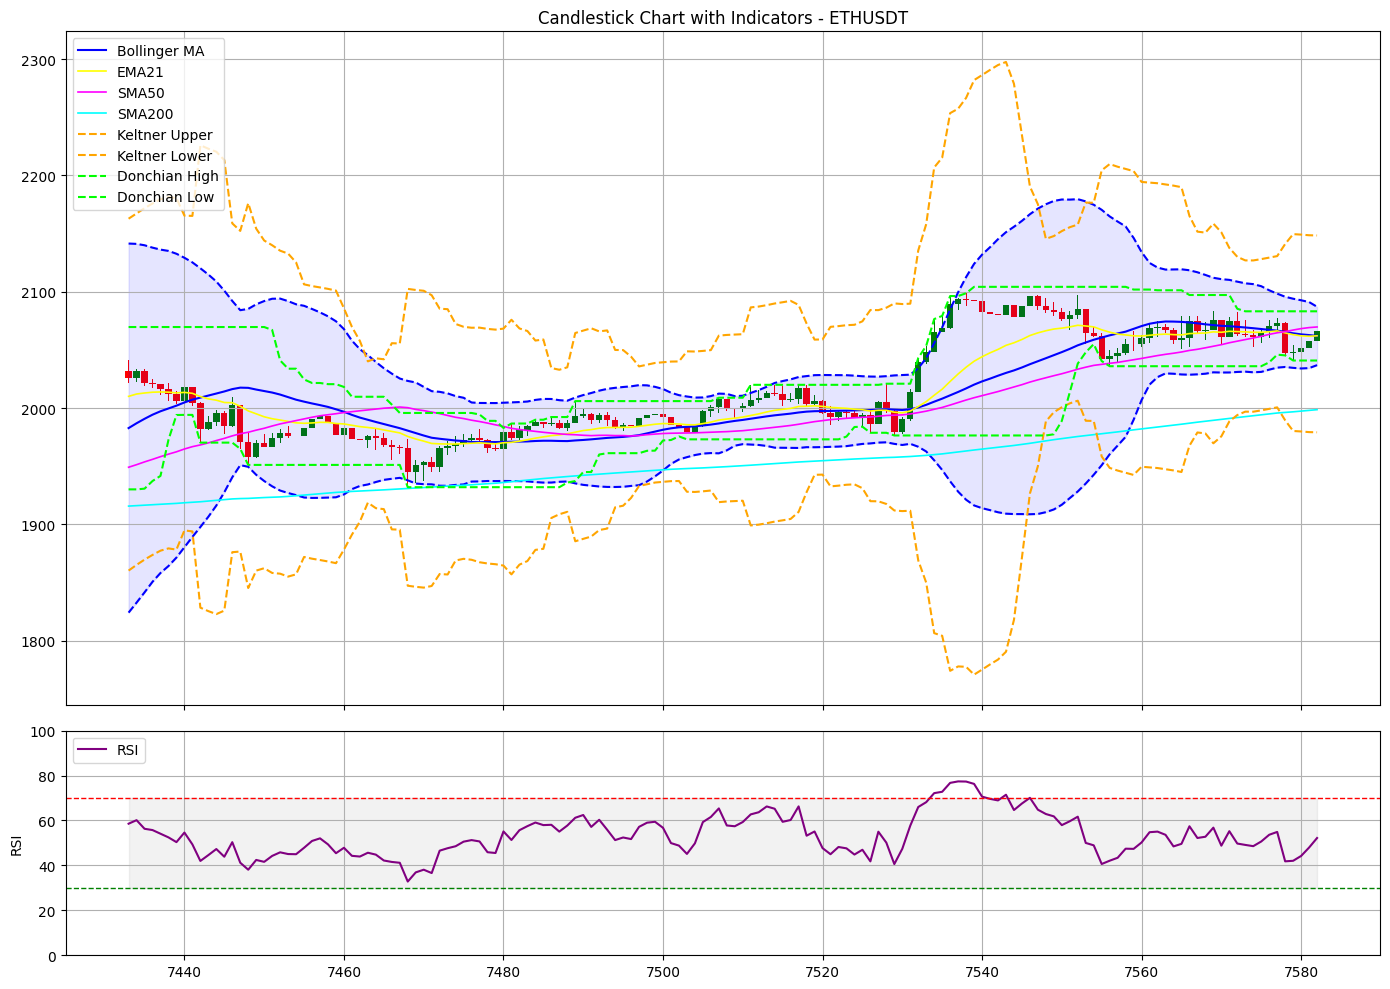 Candlestick Chart with Indicators - ETHUSDT
2300
2200
2100
2000
1900
1800
Bollinger MA
EMA21
SMA50
SMA200
Keltner Upper
Keltner Lower
Donchian High
Donchian Low
100
80
60
40
20
0
RSI
RSI
7440 7460 7480 7500 7520 7540 7560 7580